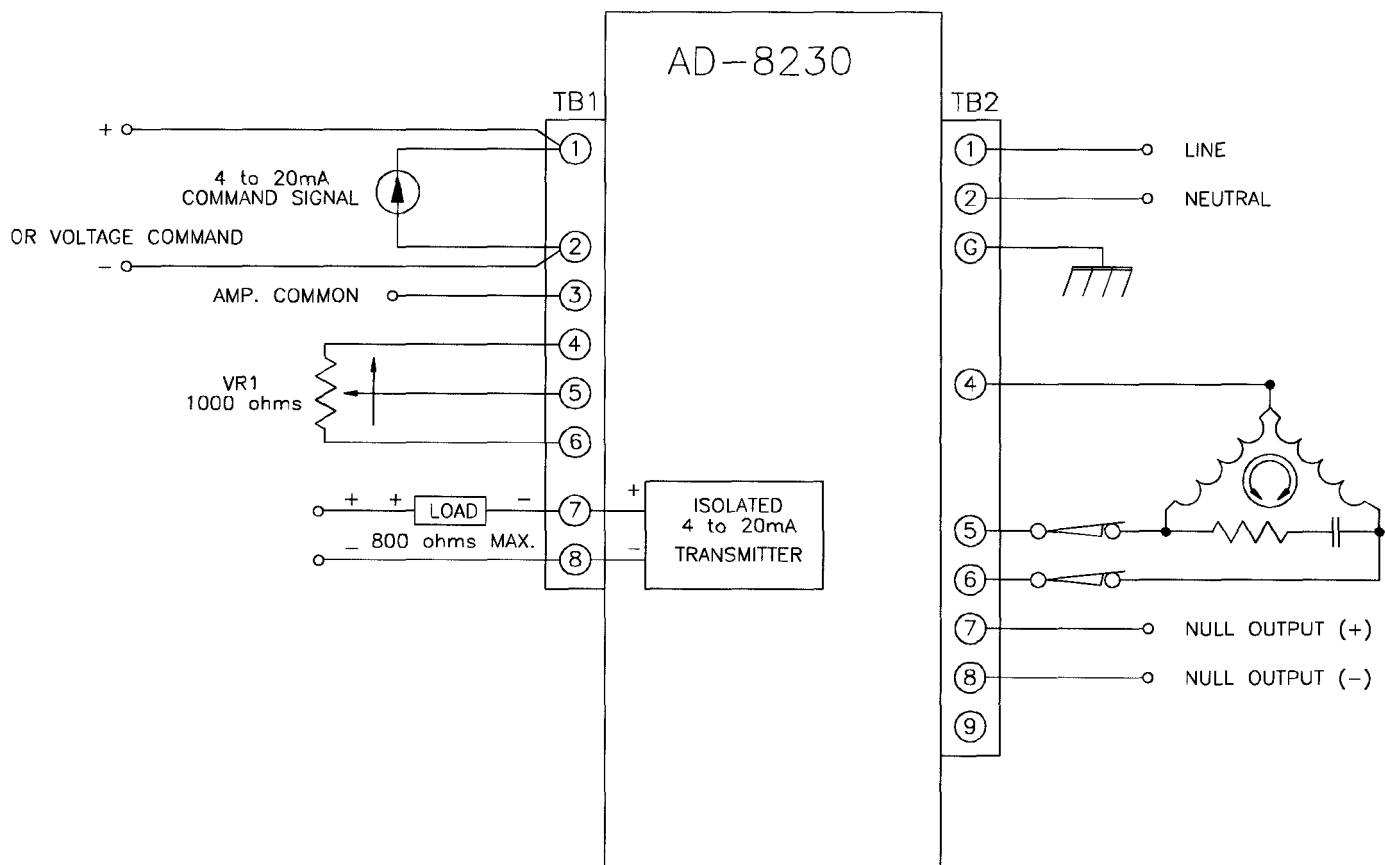 AD-8230
TB1
TB2
+
1
4 to 20mA
COMMAND SIGNAL
OR VOLTAGE COMMAND
2
−
AMP. COMMON
3
4
VR1
1000 ohms
5
6
+ + LOAD − 7 +
− 800 ohms MAX. 8 −
ISOLATED
4 to 20mA
TRANSMITTER
1 LINE
2 NEUTRAL
G
4
5
6
7 NULL OUTPUT (+)
8 NULL OUTPUT (−)
9